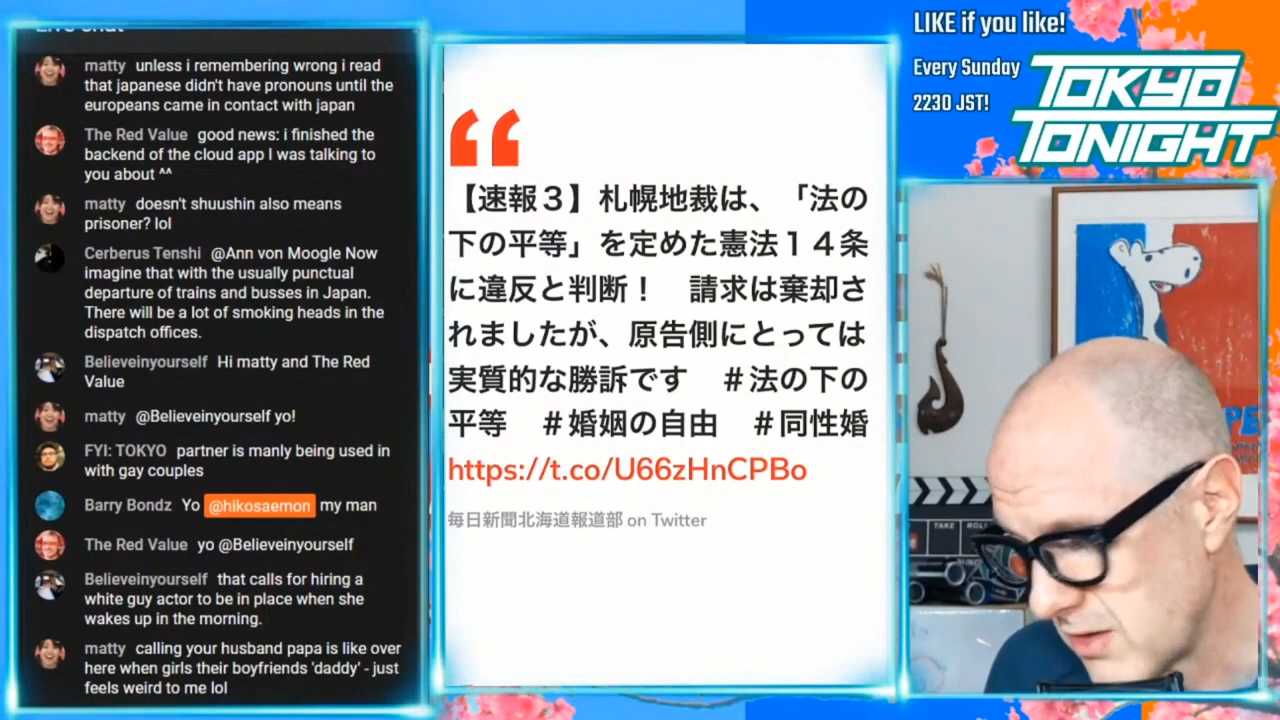 Live chat
matty unless i remembering wrong i read
that japanese didn't have pronouns until the
europeans came in contact with japan
The Red Value good news: i finished the
backend of the cloud app I was talking to
you about ^^
matty doesn't shuushin also means
prisoner? lol
Cerberus Tenshi @Ann von Moogle Now
imagine that with the usually punctual
departure of trains and busses in Japan.
There will be a lot of smoking heads in the
dispatch offices.
Believeinyourself Hi matty and The Red
Value
matty @Believeinyourself yo!
FYI: TOKYO partner is manly being used in
with gay couples
Barry Bondz Yo @hikosaemon my man
The Red Value yo @Believeinyourself
Believeinyourself that calls for hiring a
white guy actor to be in place when she
wakes up in the morning.
matty calling your husband papa is like over
here when girls their boyfriends 'daddy' - just
feels weird to me lol
“
【速報３】札幌地裁は、「法の
下の平等」を定めた憲法１４条
に違反と判断！　請求は棄却さ
れましたが、原告側にとっては
実質的な勝訴です　＃法の下の
平等　＃婚姻の自由　＃同性婚
https://t.co/U66zHnCPBo
毎日新聞北海道報道部 on Twitter
LIKE if you like!
Every Sunday
2230 JST!
TOKYO
TONIGHT
TAKE ROLL